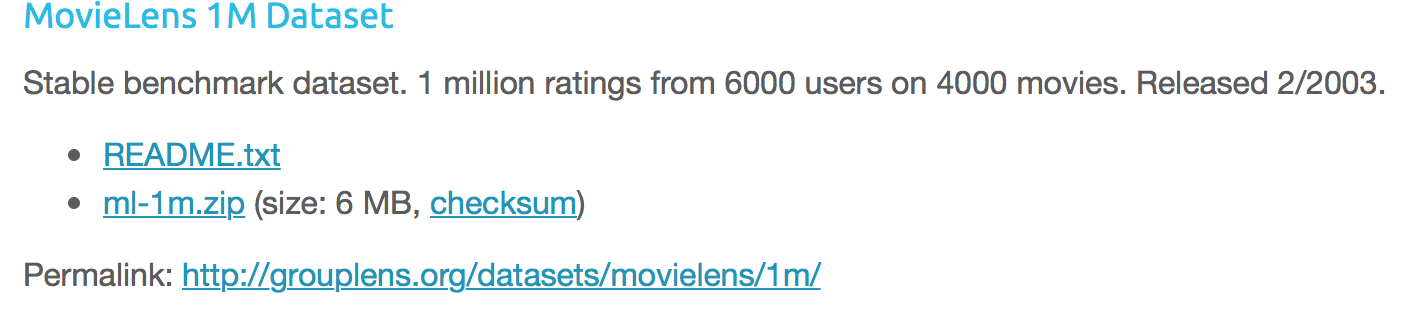 MovieLens 1M Dataset
Stable benchmark dataset. 1 million ratings from 6000 users on 4000 movies. Released 2/2003.
• README.txt
• ml-1m.zip (size: 6 MB, checksum)
Permalink: http://grouplens.org/datasets/movielens/1m/